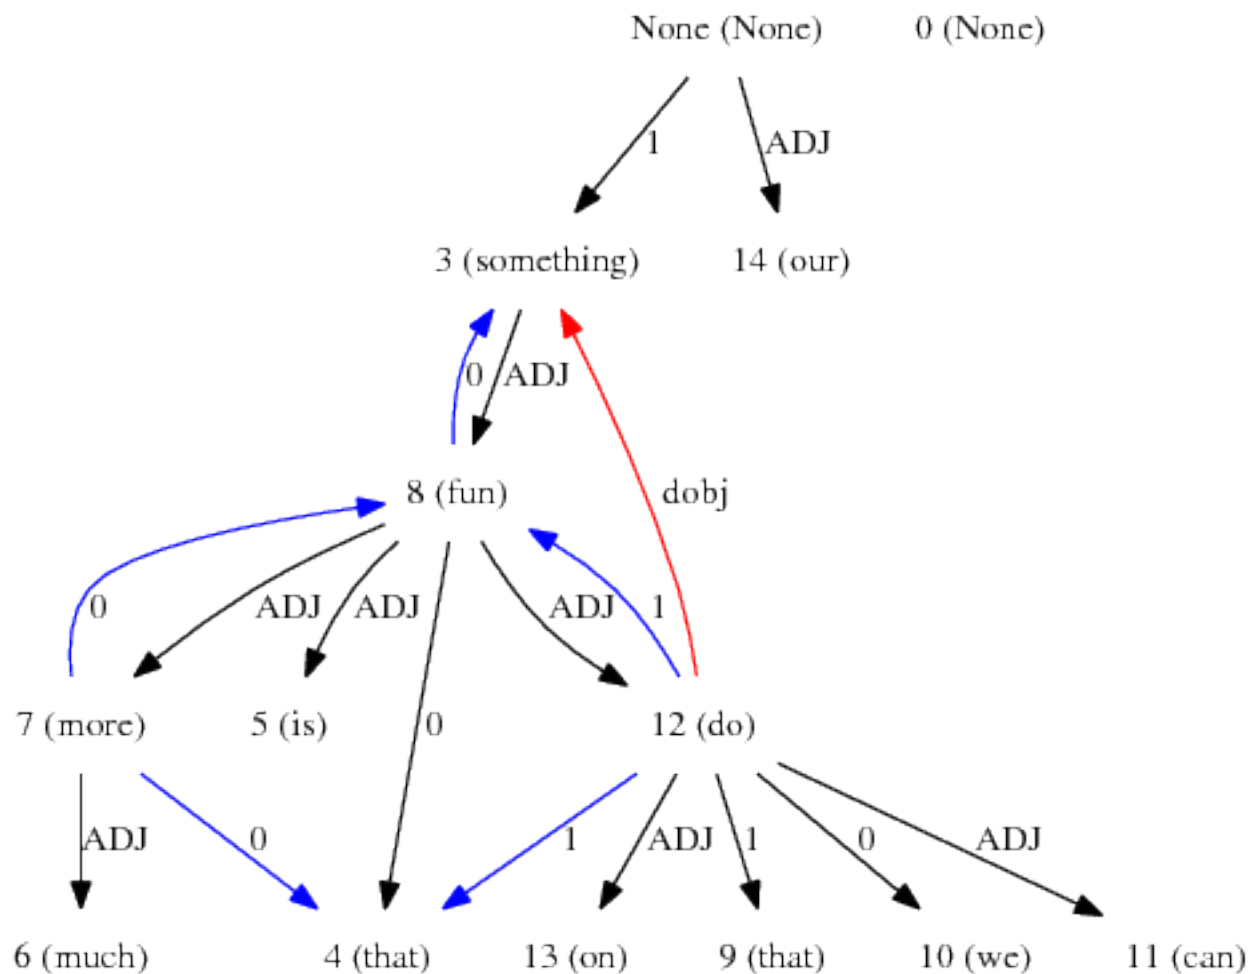 None (None) 0 (None)
1 ADJ
3 (something) 14 (our)
0 ADJ
8 (fun) dobj
0 ADJ ADJ ADJ 1
7 (more) 5 (is) 0 12 (do)
ADJ 0 1 ADJ 1 0 ADJ
6 (much) 4 (that) 13 (on) 9 (that) 10 (we) 11 (can)